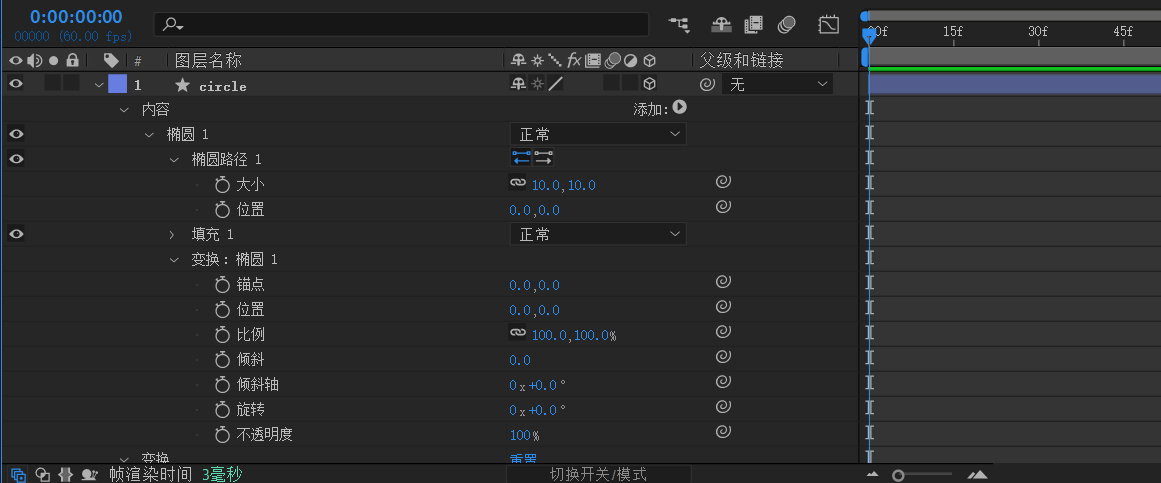 0:00:00:00
00000 (60.00 fps)
00f 15f 30f 45f
# 图层名称 fx 父级和链接
1 circle 无
内容 添加:
椭圆 1 正常
椭圆路径 1
大小 10.0,10.0
位置 0.0,0.0
填充 1 正常
变换: 椭圆 1
锚点 0.0,0.0
位置 0.0,0.0
比例 100.0,100.0%
倾斜 0.0
倾斜轴 0x+0.0°
旋转 0x+0.0°
不透明度 100%
变换 重置
帧渲染时间 3毫秒 切换开关/模式